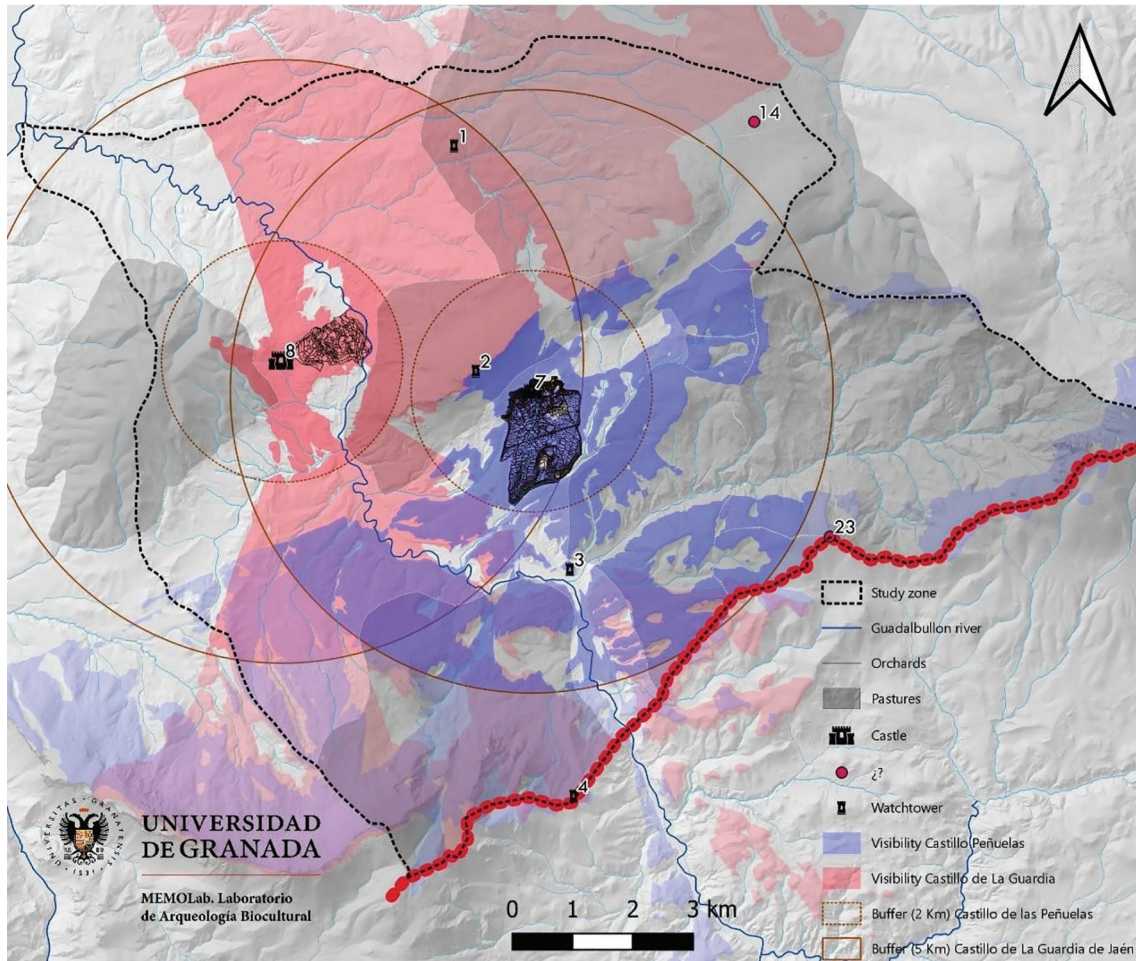 1
14
8
2
7
23
3
4
Study zone
Guadalbullon river
Orchards
Pastures
Castle
¿?
Watchtower
Visibility Castillo Peñuelas
Visibility Castillo de La Guardia
Buffer (2 Km) Castillo de las Peñuelas
Buffer (5 Km) Castillo de La Guardia de Jaén
UNIVERSIDAD
DE GRANADA
MEMOLab. Laboratorio
de Arqueología Biocultural
0 1 2 3 km